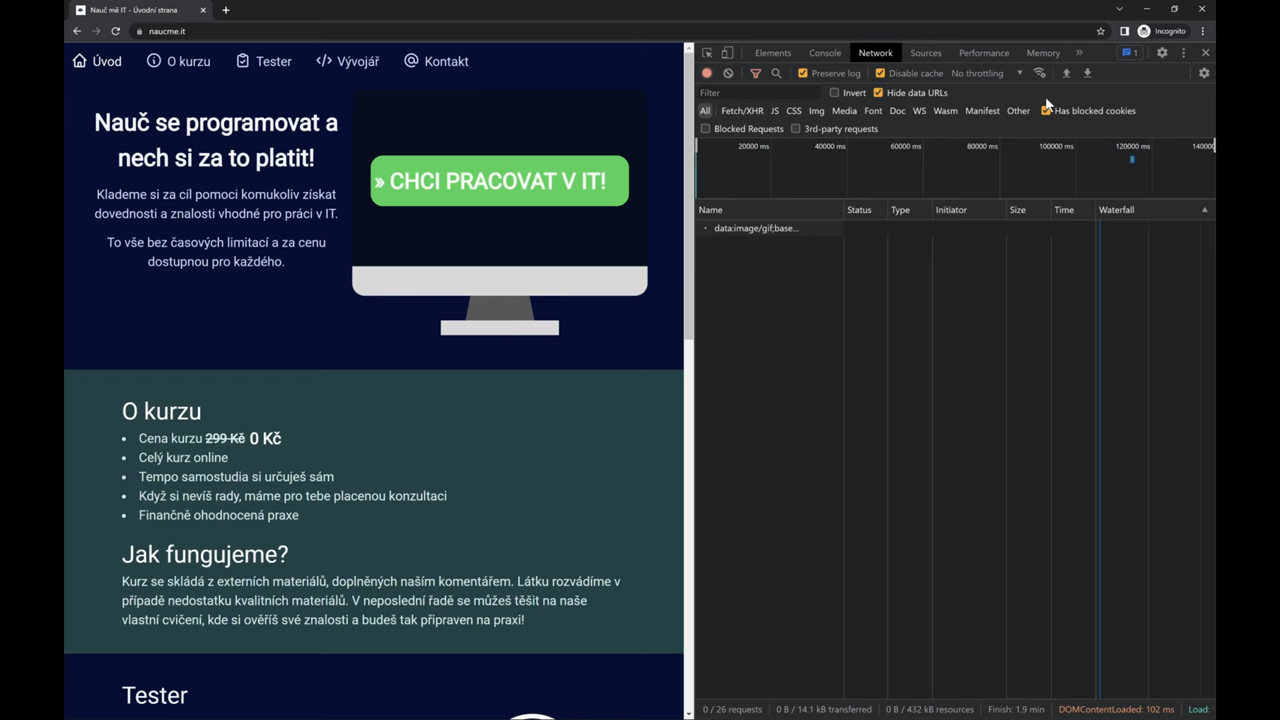 Nauč mě IT - Úvodní strana
naucme.it
Incognito
Úvod
O kurzu
Tester
Vývojář
Kontakt
Nauč se programovat a
nech si za to platit!
Klademe si za cíl pomoci komukoliv získat
dovednosti a znalosti vhodné pro práci v IT.
To vše bez časových limitací a za cenu
dostupnou pro každého.
» CHCI PRACOVAT V IT!
O kurzu
• Cena kurzu 299 Kč 0 Kč
• Celý kurz online
• Tempo samostudia si určuješ sám
• Když si nevíš rady, máme pro tebe placenou konzultaci
• Finančně ohodnocená praxe
Jak fungujeme?
Kurz se skládá z externích materiálů, doplněných naším komentářem. Látku rozvádíme v
případě nedostatku kvalitních materiálů. V neposlední řadě se můžeš těšit na naše
vlastní cvičení, kde si ověříš své znalosti a budeš tak připraven na praxi!
Tester
Elements Console Network Sources Performance Memory » 1
Preserve log Disable cache No throttling
Filter Invert Hide data URLs
All Fetch/XHR JS CSS Img Media Font Doc WS Wasm Manifest Other Has blocked cookies
Blocked Requests 3rd-party requests
20000 ms 40000 ms 60000 ms 80000 ms 100000 ms 120000 ms 14000
Name Status Type Initiator Size Time Waterfall
data:image/gif;base...
0 / 26 requests 0 B / 14.1 kB transferred 0 B / 432 kB resources Finish: 1.9 min DOMContentLoaded: 102 ms Load: